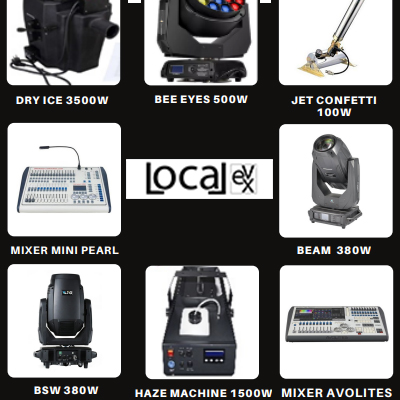 DRY ICE 3500W
BEE EYES 500W
JET CONFETTI
100W
Local
evx
MIXER MINI PEARL
BEAM 380W
BSW 380W
HAZE MACHINE 1500W
MIXER AVOLITES